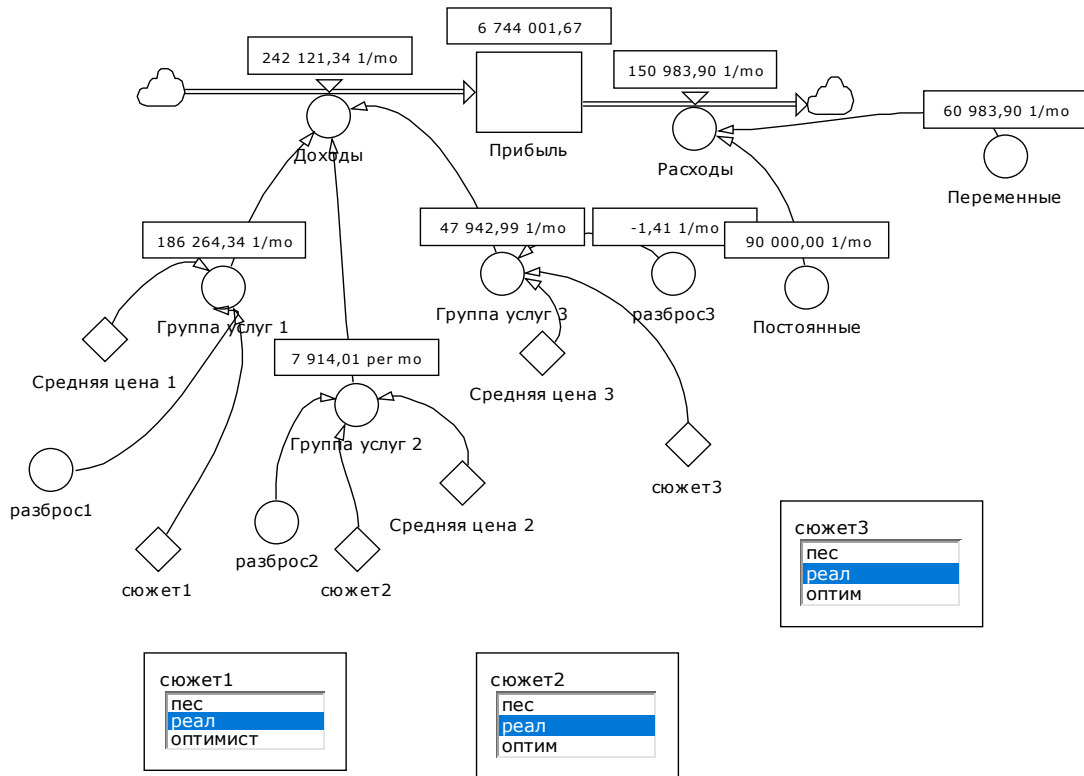 6 744 001,67
242 121,34 1/mo
150 983,90 1/mo
60 983,90 1/mo
Доходы
Прибыль
Расходы
Переменные
186 264,34 1/mo
47 942,99 1/mo
-1,41 1/mo
90 000,00 1/mo
Группа услуг 1
Группа услуг 3
разброс3
Постоянные
7 914,01 per mo
Средняя цена 1
Средняя цена 3
Группа услуг 2
сюжет3
разброс1
Средняя цена 2
разброс2
сюжет1
сюжет2
сюжет3
пес
реал
оптим
сюжет1
пес
реал
оптимист
сюжет2
пес
реал
оптим